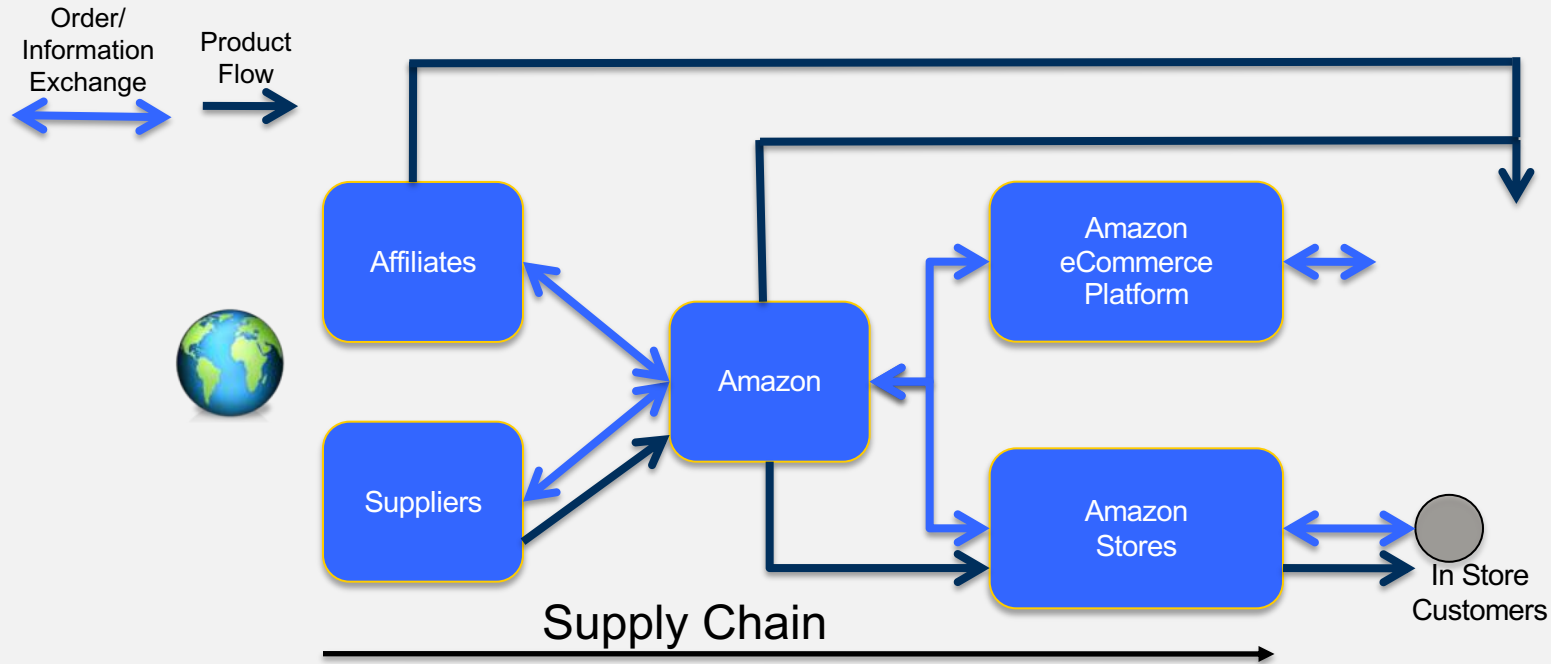 Order/
Information
Exchange
Product
Flow
Affiliates
Amazon
eCommerce
Platform
Amazon
Suppliers
Amazon
Stores
In Store
Customers
Supply Chain